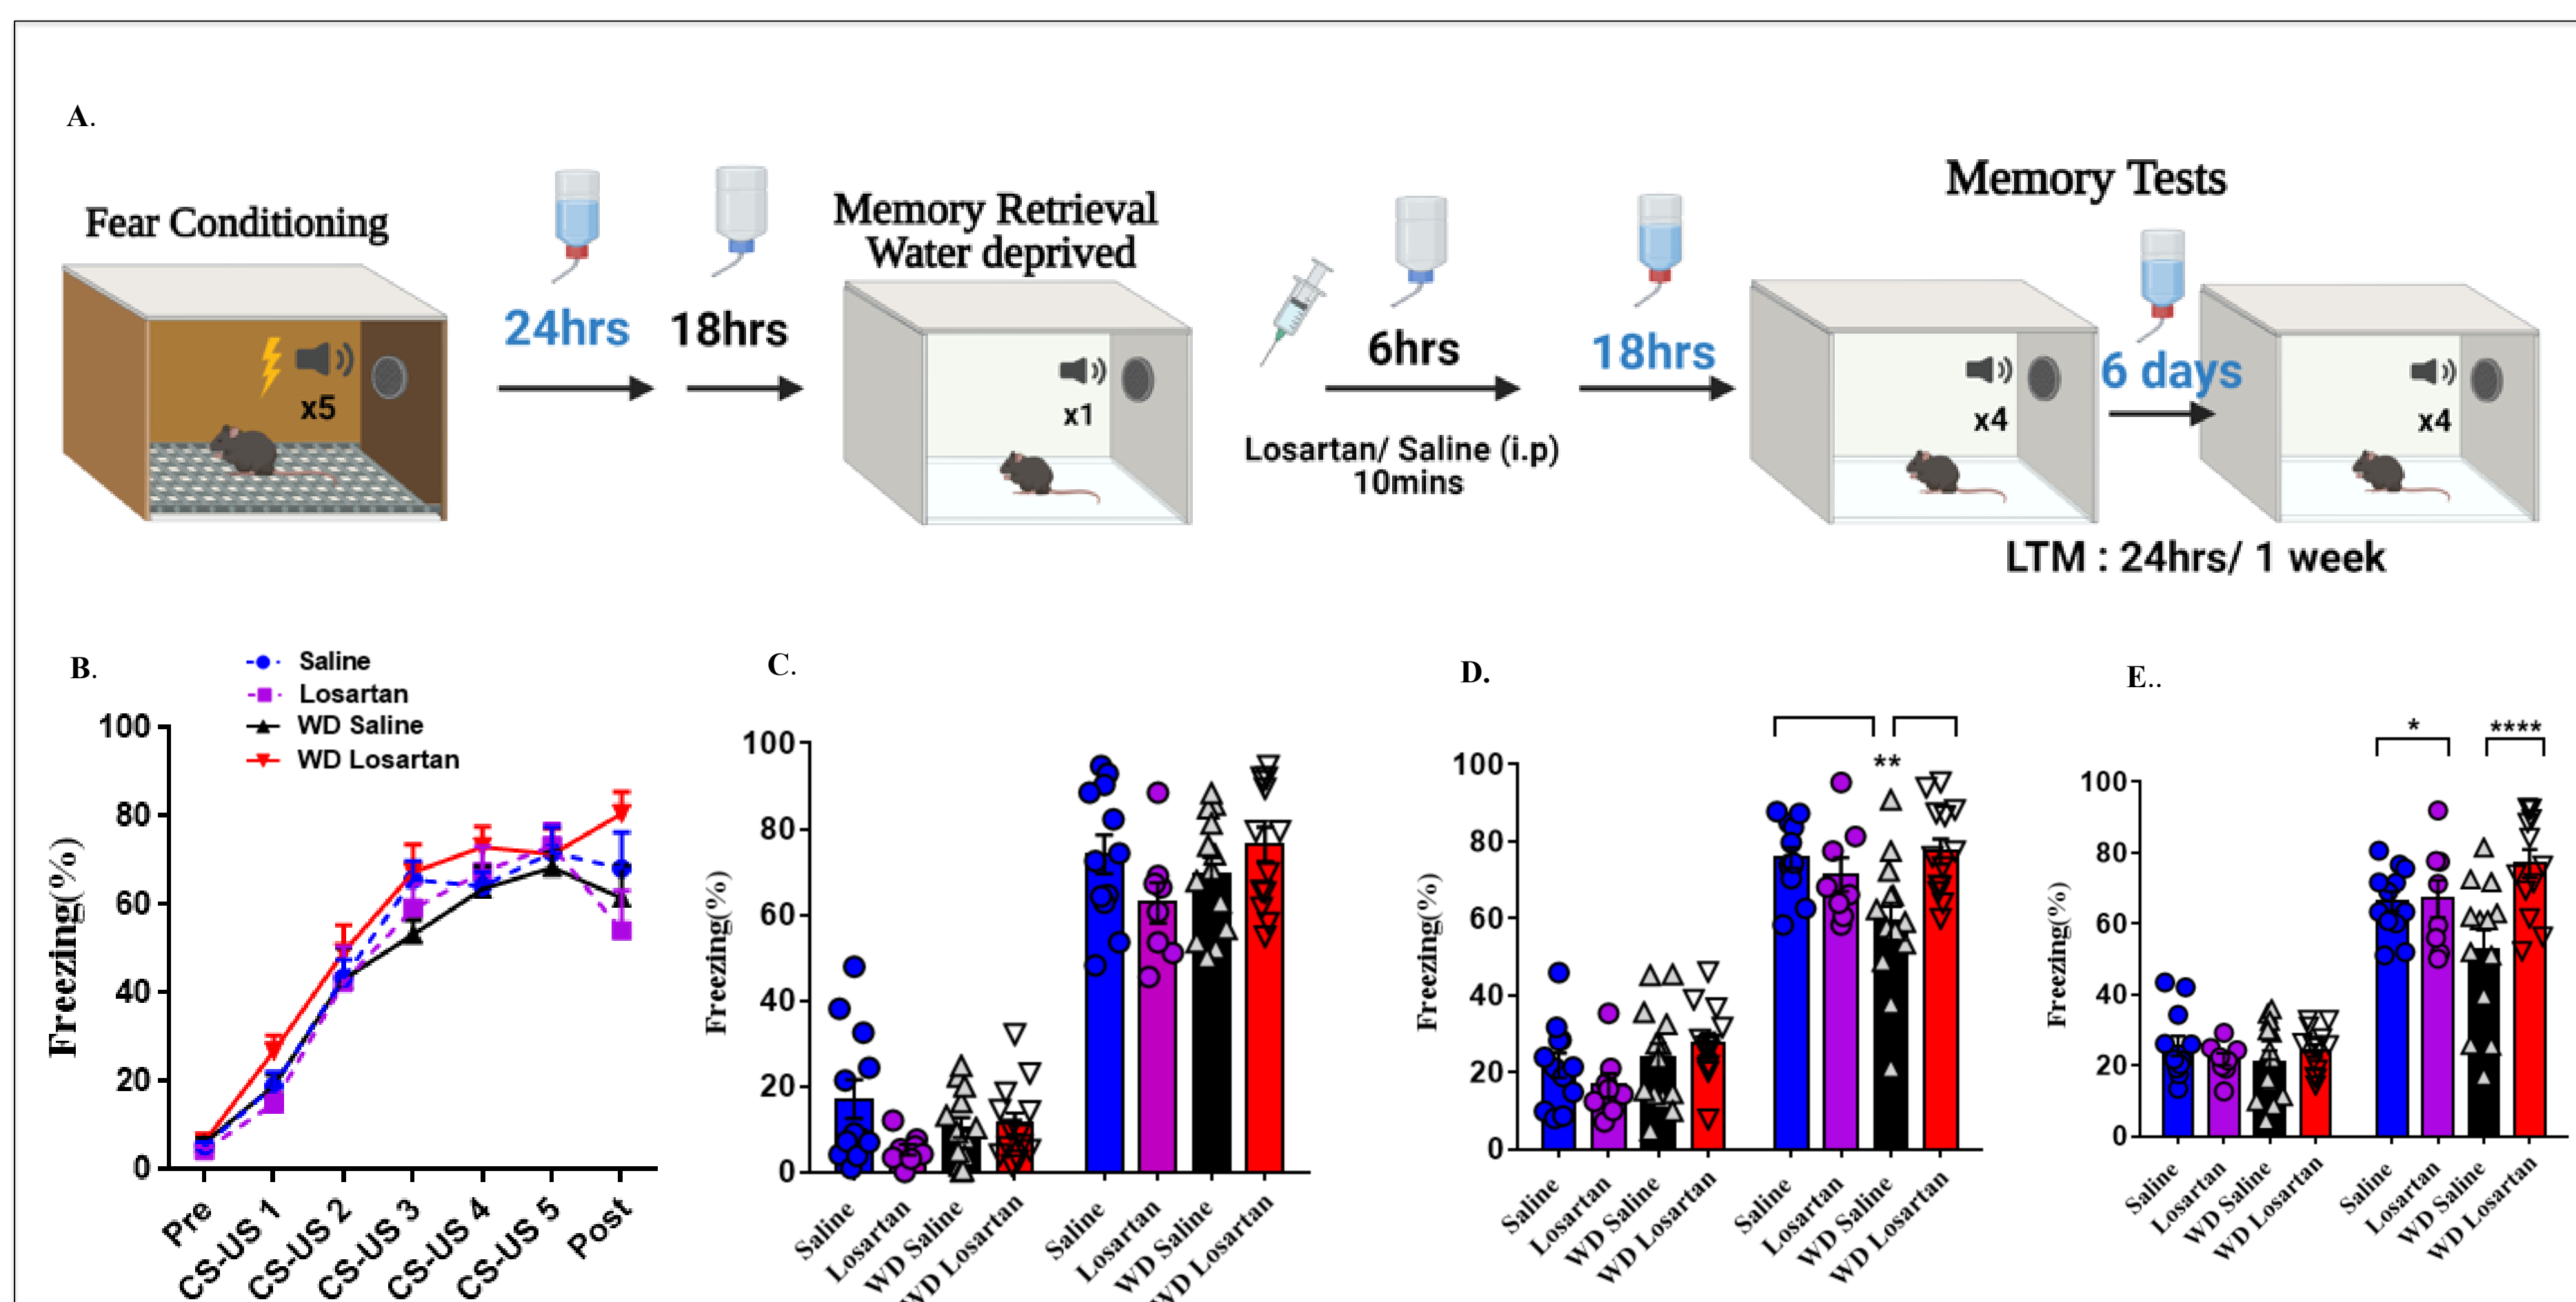 A.
Fear Conditioning
x5
24hrs
18hrs
Memory Retrieval
Water deprived
x1
6hrs
Losartan/ Saline (i.p)
10mins
18hrs
Memory Tests
x4
6 days
x4
LTM : 24hrs/ 1 week
B.
Saline
Losartan
WD Saline
WD Losartan
Freezing(%)
100
80
60
40
20
0
Pre
CS-US 1
CS-US 2
CS-US 3
CS-US 4
CS-US 5
Post
C.
Freezing(%)
100
80
60
40
20
0
Saline
Losartan
WD Saline
WD Losartan
Saline
Losartan
WD Saline
WD Losartan
D.
**
Freezing(%)
100
80
60
40
20
0
Saline
Losartan
WD Saline
WD Losartan
Saline
Losartan
WD Saline
WD Losartan
E..
*
****
Freezing(%)
100
80
60
40
20
0
Saline
Losartan
WD Saline
WD Losartan
Saline
Losartan
WD Saline
WD Losartan